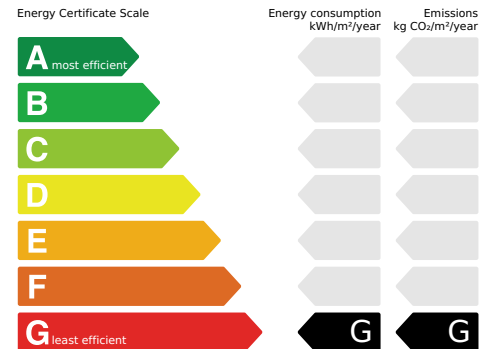 Energy Certificate Scale
Energy consumption
kWh/m²/year
Emissions
kg CO₂/m²/year
A most efficient
B
C
D
E
F
G least efficient
G
G